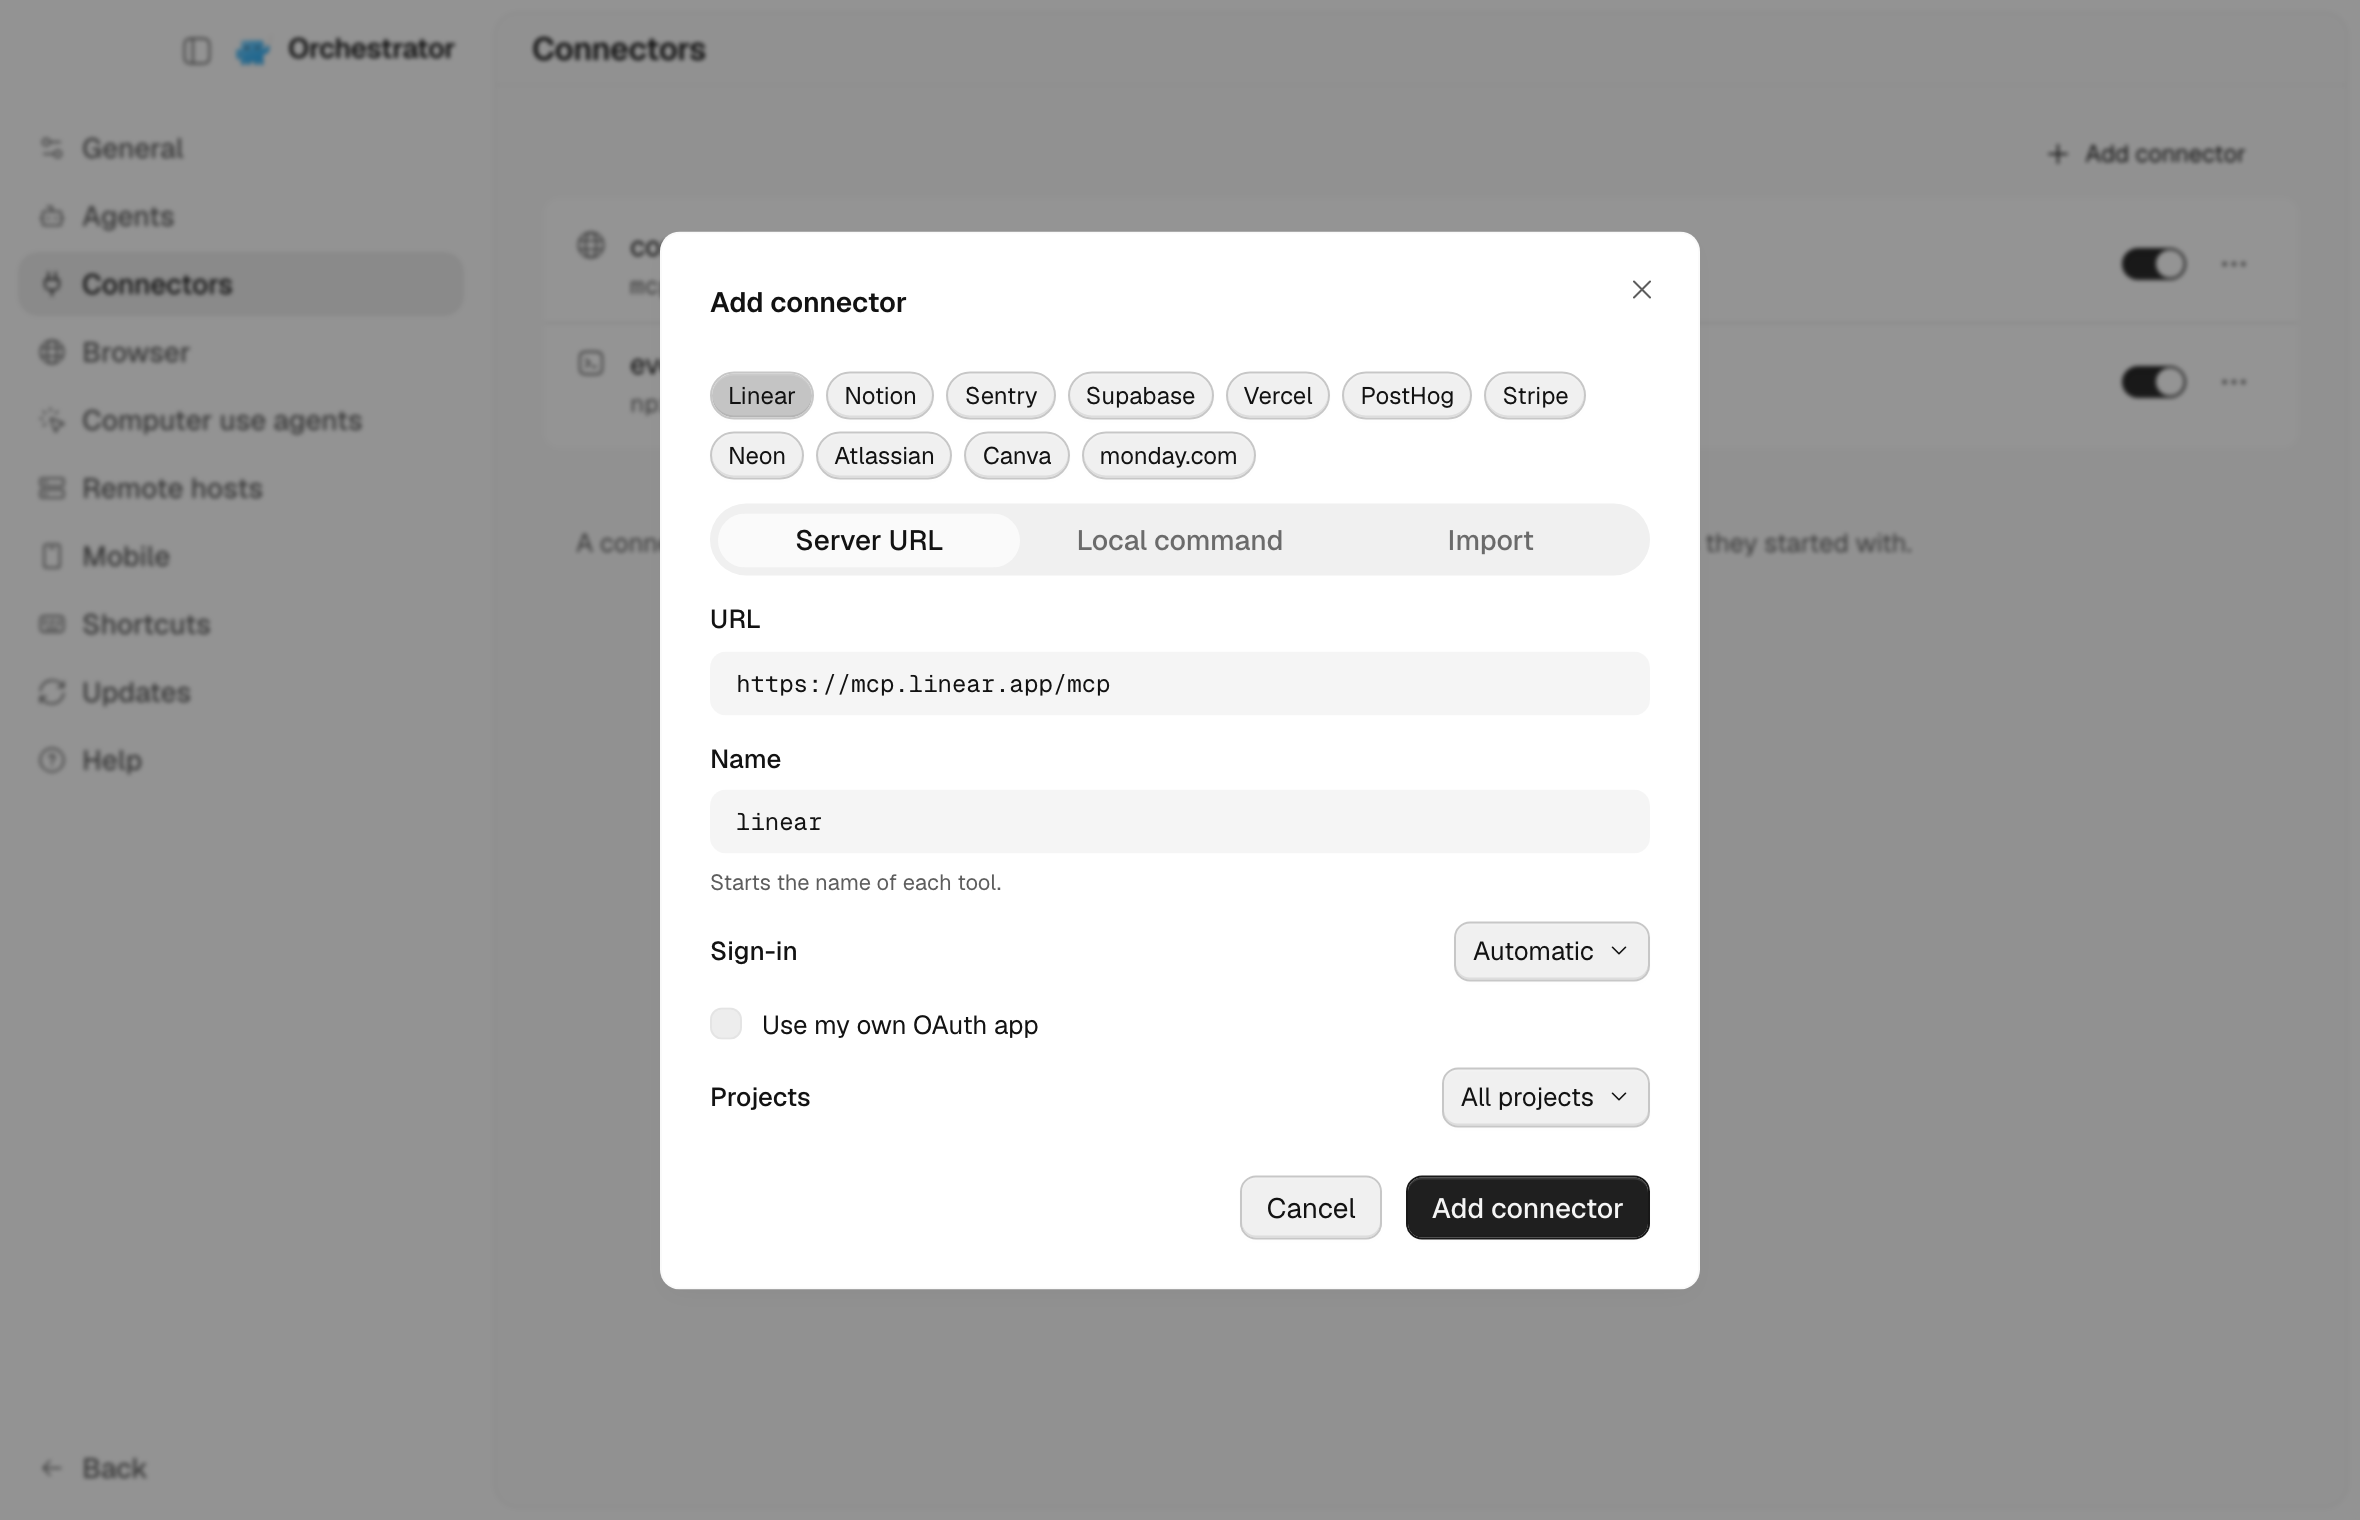 Orchestrator
Connectors
General
Agents
Connectors
Browser
Computer use agents
Remote hosts
Mobile
Shortcuts
Updates
Help
Back
Add connector
A conn
they started with.
Add connector
Linear Notion Sentry Supabase Vercel PostHog Stripe
Neon Atlassian Canva monday.com
Server URL Local command Import
URL
https://mcp.linear.app/mcp
Name
linear
Starts the name of each tool.
Sign-in Automatic
Use my own OAuth app
Projects All projects
Cancel Add connector